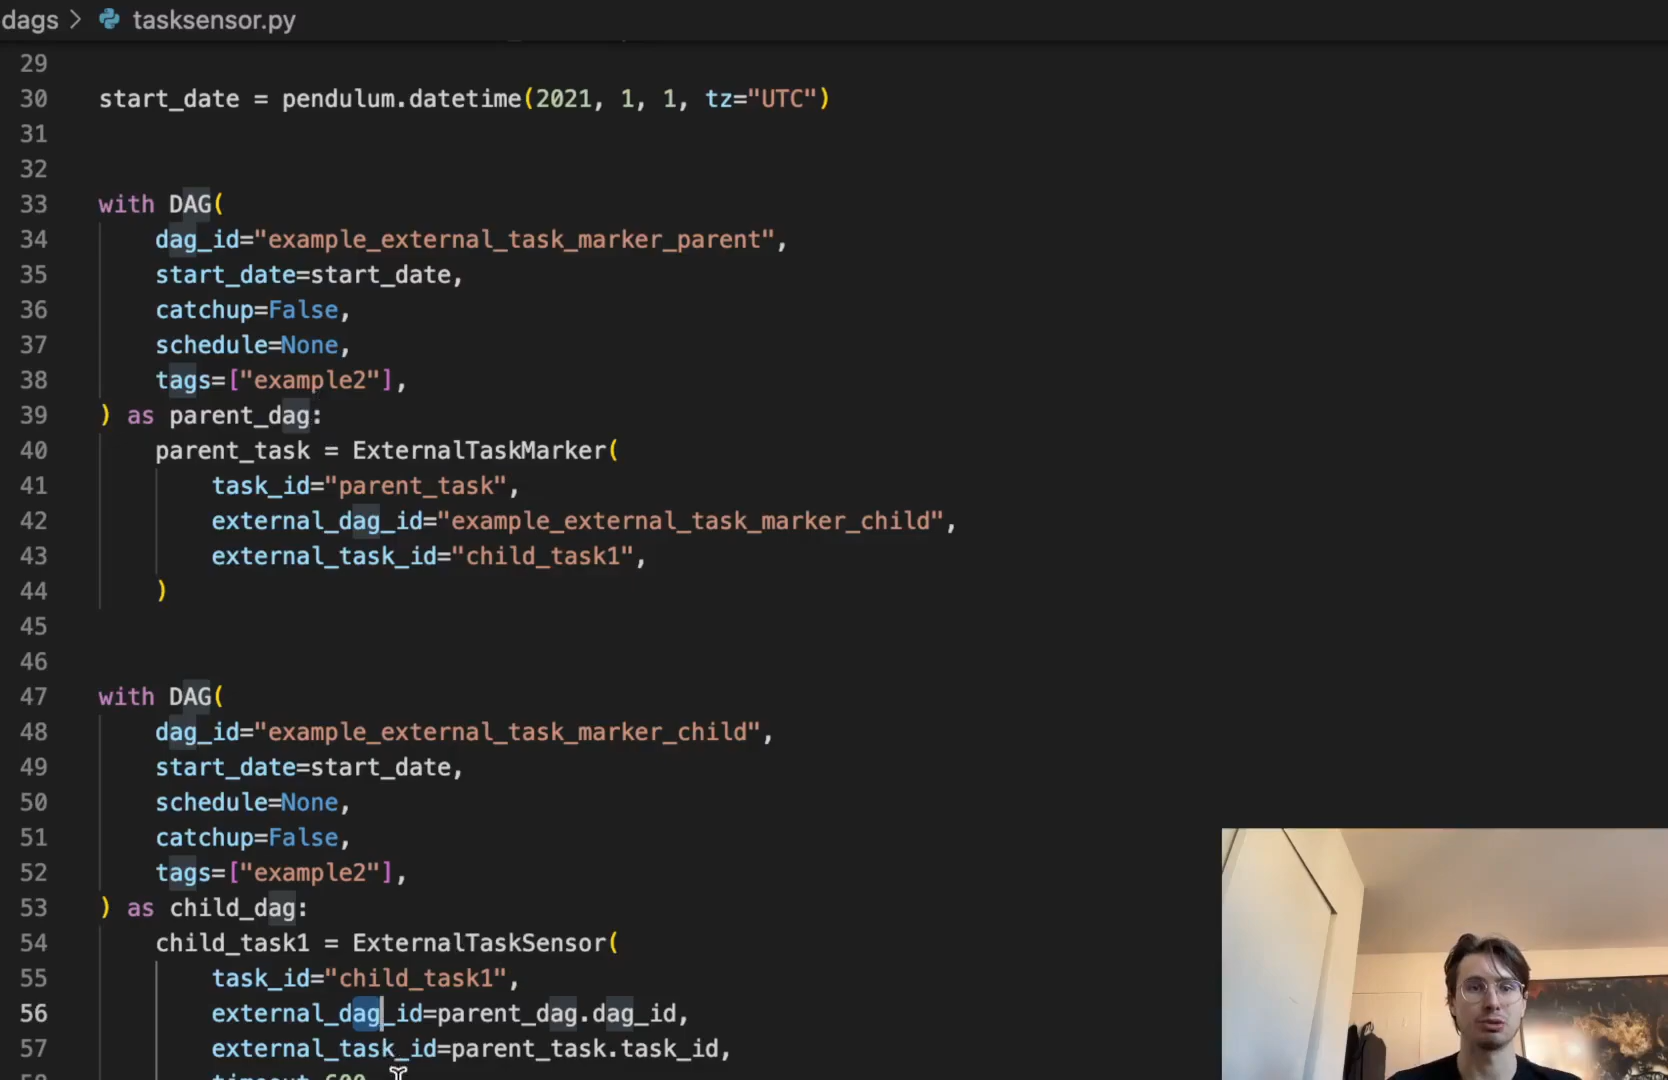 dags > tasksensor.py
29
30 start_date = pendulum.datetime(2021, 1, 1, tz="UTC")
31
32
33 with DAG(
34 dag_id="example_external_task_marker_parent",
35 start_date=start_date,
36 catchup=False,
37 schedule=None,
38 tags=["example2"],
39 ) as parent_dag:
40 parent_task = ExternalTaskMarker(
41 task_id="parent_task",
42 external_dag_id="example_external_task_marker_child",
43 external_task_id="child_task1",
44 )
45
46
47 with DAG(
48 dag_id="example_external_task_marker_child",
49 start_date=start_date,
50 schedule=None,
51 catchup=False,
52 tags=["example2"],
53 ) as child_dag:
54 child_task1 = ExternalTaskSensor(
55 task_id="child_task1",
56 external_dag_id=parent_dag.dag_id,
57 external_task_id=parent_task.task_id,
58 timeout=600